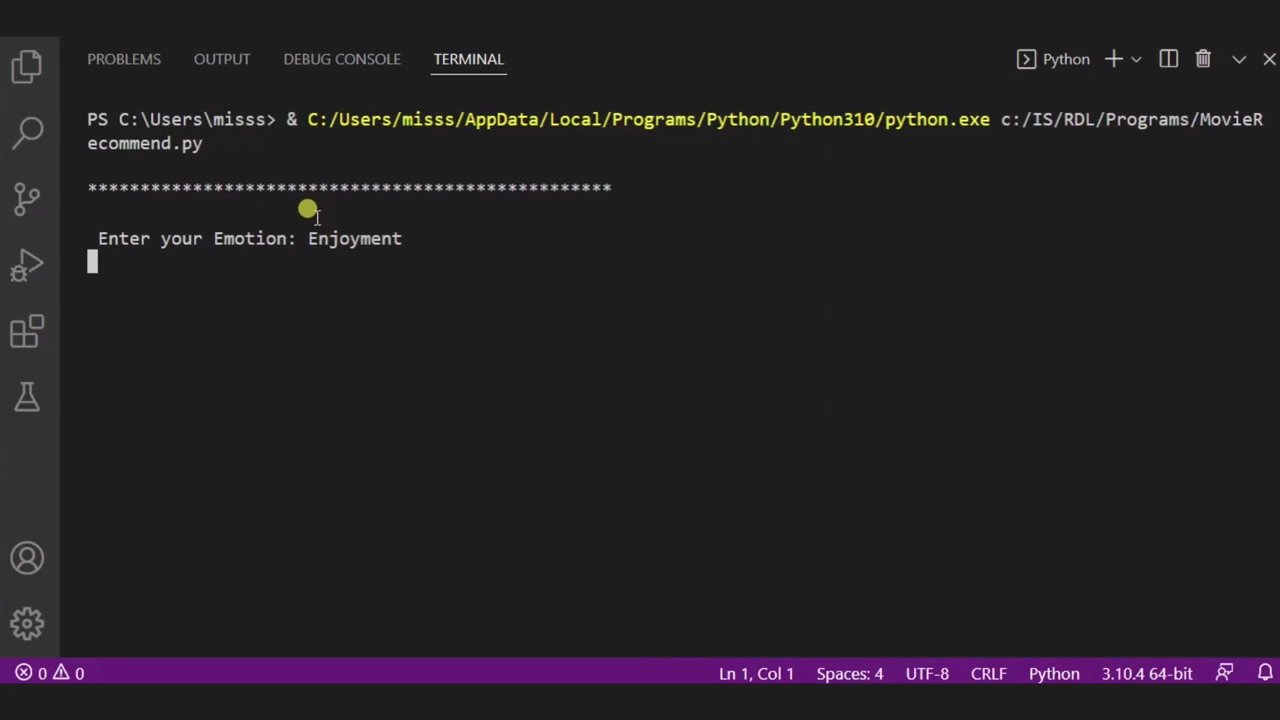 PROBLEMS OUTPUT DEBUG CONSOLE TERMINAL Python
PS C:\Users\misss> & C:/Users/misss/AppData/Local/Programs/Python/Python310/python.exe c:/IS/RDL/Programs/MovieR
ecommend.py
**************************************************
Enter your Emotion: Enjoyment
0 0 Ln 1, Col 1 Spaces: 4 UTF-8 CRLF Python 3.10.4 64-bit